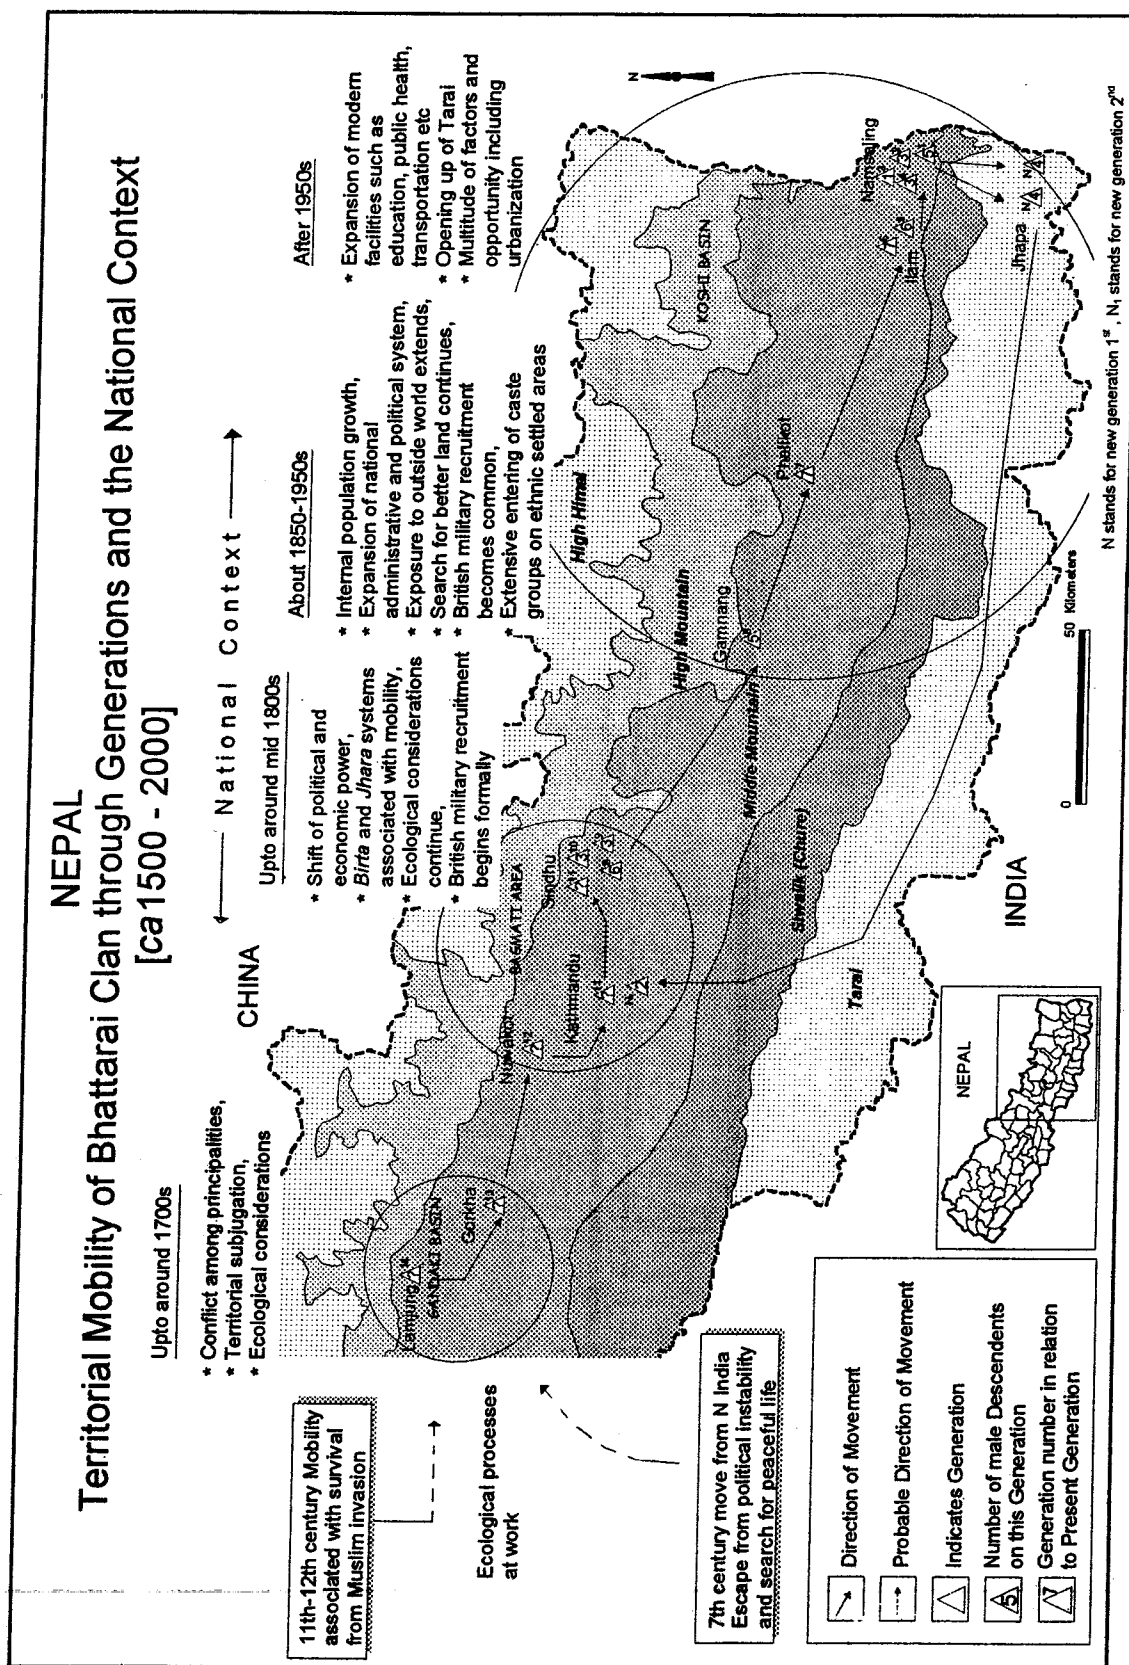 NEPAL
Territorial Mobility of Bhattarai Clan through Generations and the National Context
[ca 1500 - 2000]
National Context
Upto around 1700s
* Conflict among principalities,
* Territorial subjugation,
* Ecological considerations
Upto around mid 1800s
* Shift of political and
economic power,
* Birta and Jhara systems
associated with mobility,
* Ecological considerations
continue,
* British military recruitment
begins formally
About 1850-1950s
* Internal population growth,
* Expansion of national
administrative and political system,
* Exposure to outside world extends,
* Search for better land continues,
* British military recruitment
becomes common,
* Extensive entering of caste
groups on ethnic settled areas
After 1950s
* Expansion of modern
facilities such as
education, public health,
transportation etc
* Opening up of Tarai
* Multitude of factors and
opportunity including
urbanization
11th-12th century Mobility
associated with survival
from Muslim invasion
Ecological processes
at work
7th century move from N India
Escape from political instability
and search for peaceful life
CHINA
INDIA
N
Lamjung
GANDAKI BASIN
Gorkha
Nuwakot
BAGMATI AREA
Katmandu
Sindhu
High Himal
High Mountain
Middle Mountain
Siwalik (Churre)
Tarai
Gamnang
Phalikot
KOSHI BASIN
Namsaling
Ilam
Jhapa
0
50 Kilometers
NEPAL
Direction of Movement
Probable Direction of Movement
Indicates Generation
5
Number of male Descendents
on this Generation
7
Generation number in relation
to Present Generation
N stands for new generation 1st , N1 stands for new generation 2nd